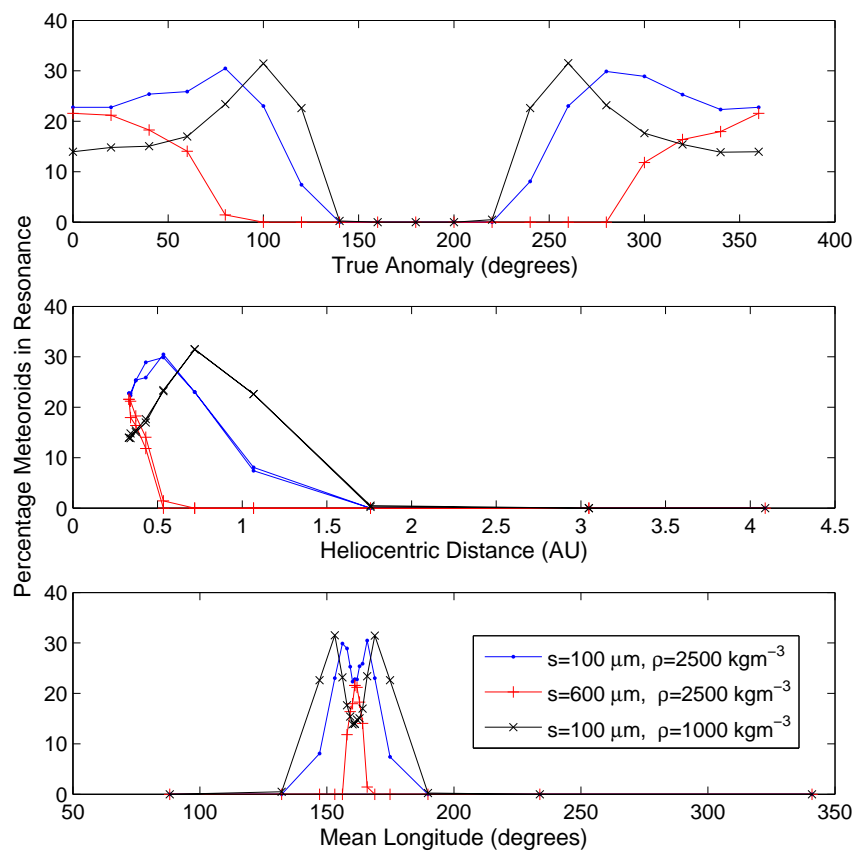 Percentage Meteoroids in Resonance
40
30
20
10
0
0 50 100 150 200 250 300 350 400
True Anomaly (degrees)
40
30
20
10
0
0 0.5 1 1.5 2 2.5 3 3.5 4 4.5
Heliocentric Distance (AU)
40
30
20
10
0
50 100 150 200 250 300 350
Mean Longitude (degrees)
s=100 μm, ρ=2500 kgm⁻³
s=600 μm, ρ=2500 kgm⁻³
s=100 μm, ρ=1000 kgm⁻³